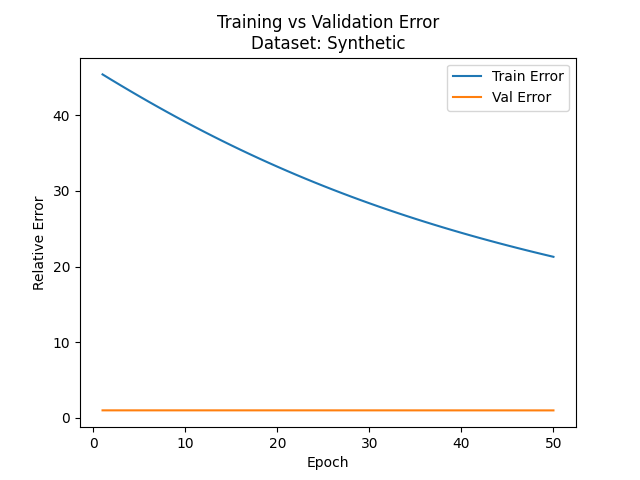 Training vs Validation Error
Dataset: Synthetic
Train Error
Val Error
Relative Error
40
30
20
10
0
0 10 20 30 40 50
Epoch